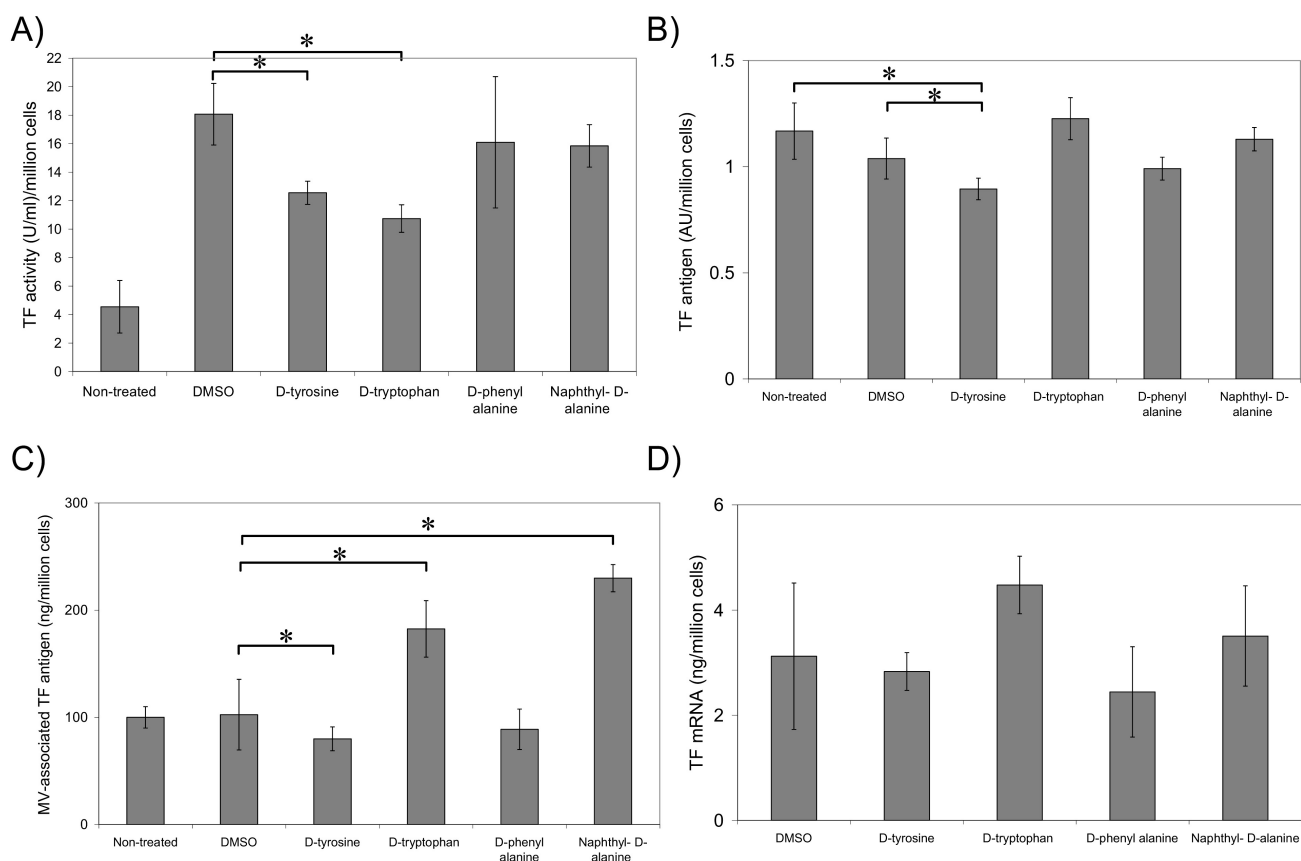 A)
TF activity (U/ml)/million cells
22
20
18
16
14
12
10
8
6
4
2
0
*
*
Non-treated DMSO D-tyrosine D-tryptophan D-phenyl Naphthyl- D-
alanine alanine
B)
TF antigen (AU/million cells)
1.5
1
0.5
0
*
*
Non-treated DMSO D-tyrosine D-tryptophan D-phenyl Naphthyl- D-
alanine alanine
C)
MV-associated TF antigen (ng/million cells)
300
200
100
0
*
*
*
Non-treated DMSO D-tyrosine D-tryptophan D-phenyl Naphthyl- D-
alanine alanine
D)
TF mRNA (ng/million cells)
6
4
2
0
DMSO D-tyrosine D-tryptophan D-phenyl alanine Naphthyl- D-alanine